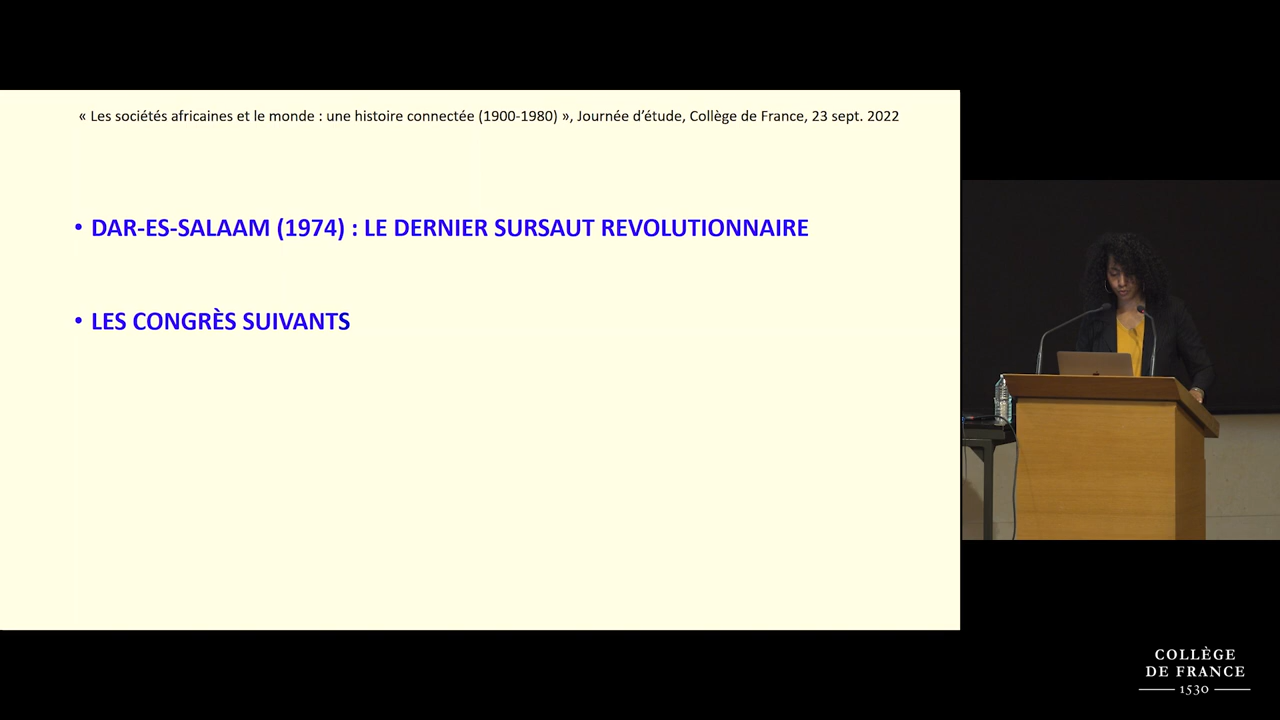 « Les sociétés africaines et le monde : une histoire connectée (1900-1980) », Journée d’étude, Collège de France, 23 sept. 2022
• DAR-ES-SALAAM (1974) : LE DERNIER SURSAUT REVOLUTIONNAIRE
• LES CONGRÈS SUIVANTS
COLLÈGE
DE FRANCE
1530